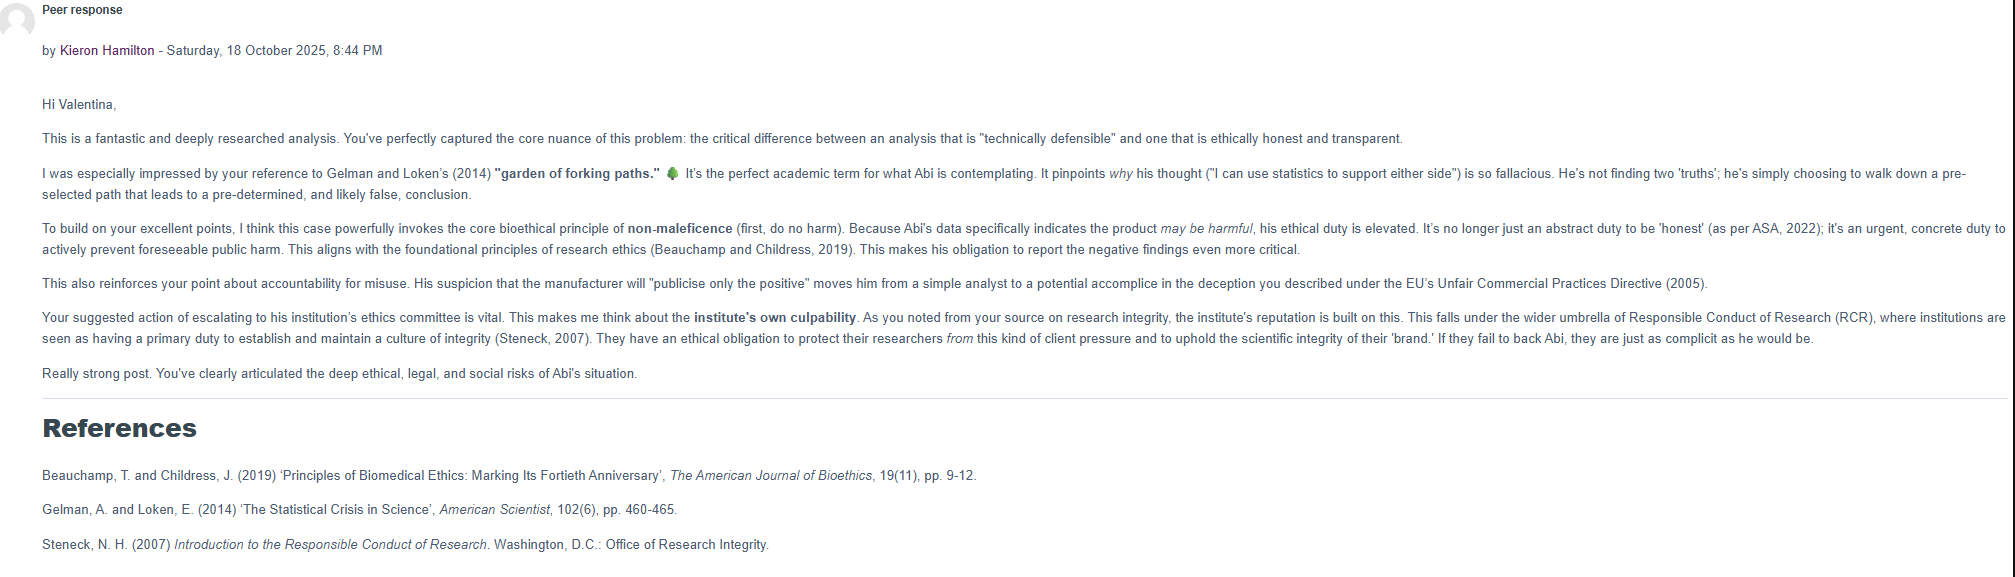 Peer response
by Kieron Hamilton - Saturday, 18 October 2025, 8:44 PM
Hi Valentina,
This is a fantastic and deeply researched analysis. You've perfectly captured the core nuance of this problem: the critical difference between an analysis that is "technically defensible" and one that is ethically honest and transparent.
I was especially impressed by your reference to Gelman and Loken's (2014) "garden of forking paths." 🌳 It's the perfect academic term for what Abi is contemplating. It pinpoints why his thought ("I can use statistics to support either side") is so fallacious. He's not finding two 'truths'; he's simply choosing to walk down a pre-
selected path that leads to a pre-determined, and likely false, conclusion.
To build on your excellent points, I think this case powerfully invokes the core bioethical principle of non-maleficence (first, do no harm). Because Abi's data specifically indicates the product may be harmful, his ethical duty is elevated. It's no longer just an abstract duty to be 'honest' (as per ASA, 2022); it's an urgent, concrete duty to
actively prevent foreseeable public harm. This aligns with the foundational principles of research ethics (Beauchamp and Childress, 2019). This makes his obligation to report the negative findings even more critical.
This also reinforces your point about accountability for misuse. His suspicion that the manufacturer will "publicise only the positive" moves him from a simple analyst to a potential accomplice in the deception you described under the EU's Unfair Commercial Practices Directive (2005).
Your suggested action of escalating to his institution's ethics committee is vital. This makes me think about the institute's own culpability. As you noted from your source on research integrity, the institute's reputation is built on this. This falls under the wider umbrella of Responsible Conduct of Research (RCR), where institutions are
seen as having a primary duty to establish and maintain a culture of integrity (Steneck, 2007). They have an ethical obligation to protect their researchers from this kind of client pressure and to uphold the scientific integrity of their 'brand.' If they fail to back Abi, they are just as complicit as he would be.
Really strong post. You've clearly articulated the deep ethical, legal, and social risks of Abi's situation.
References
Beauchamp, T. and Childress, J. (2019) 'Principles of Biomedical Ethics: Marking Its Fortieth Anniversary', The American Journal of Bioethics, 19(11), pp. 9-12.
Gelman, A. and Loken, E. (2014) 'The Statistical Crisis in Science', American Scientist, 102(6), pp. 460-465.
Steneck, N. H. (2007) Introduction to the Responsible Conduct of Research. Washington, D.C.: Office of Research Integrity.